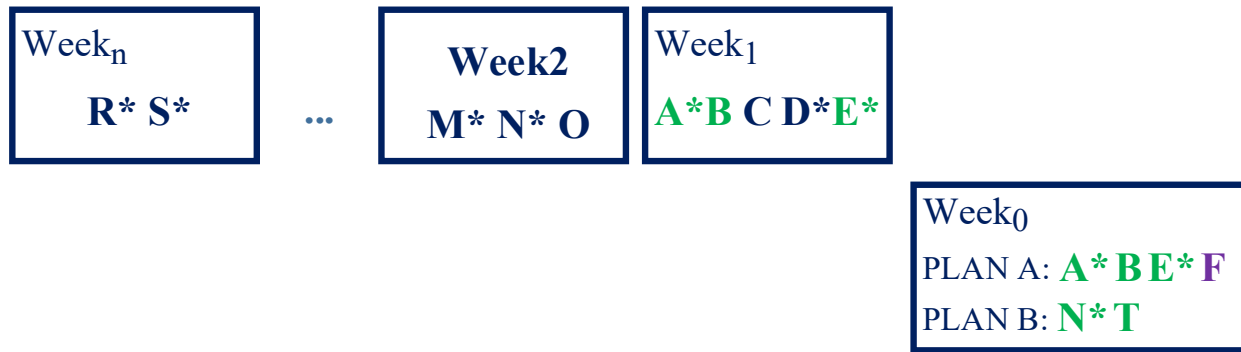 Week₁
Weekₙ
Week2
R* S*
...
M* N* O
A*B C D*E*
Week₀
PLAN A: A* B E* F
PLAN B: N* T